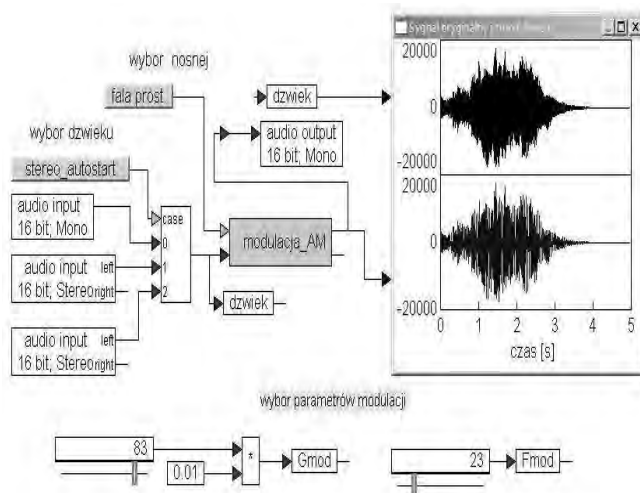 Sygnal oryginalny
wybor nosnej
fala prost
dzwiek
audio output
16 bit; Mono
wybor dzwieku
stereo_autostart
audio input
16 bit; Mono
case
0
1
2
audio input left
16 bit; Stereo right
audio input left
16 bit; Stereo right
modulacja_AM
dzwiek
20000
0
-20000
20000
0
-20000
0 1 2 3 4 5
czas [s]
wybor parametrów modulacji
83
0.01
*
Gmod
23
Fmod